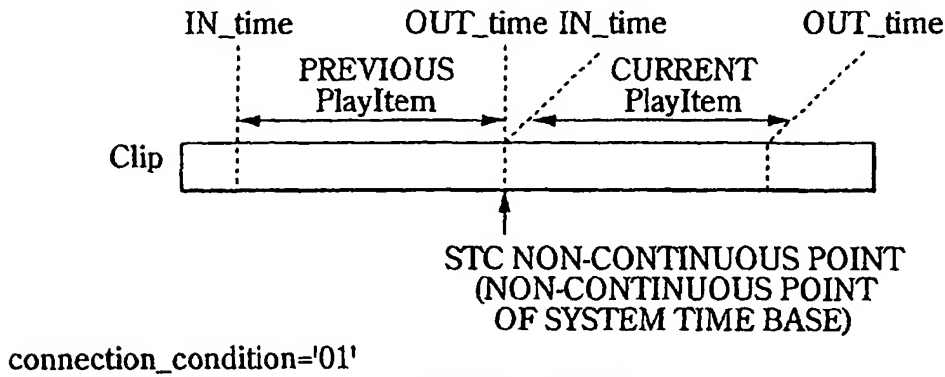 IN_time OUT_time IN_time OUT_time
PREVIOUS PlayItem
CURRENT PlayItem
Clip
STC NON-CONTINUOUS POINT
(NON-CONTINUOUS POINT
OF SYSTEM TIME BASE)
connection_condition='01'